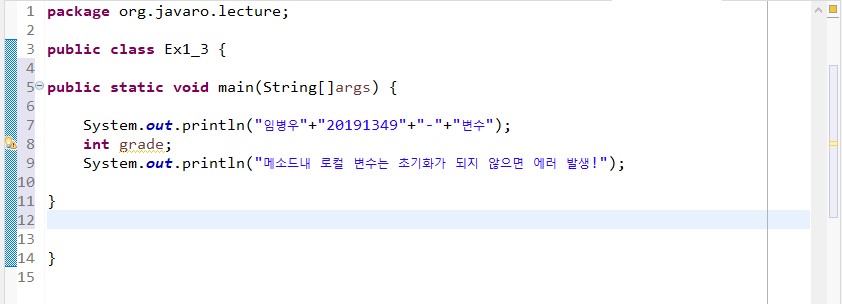 1 package org.javaro.lecture;
2
3 public class Ex1_3 {
4
5 public static void main(String[]args) {
6
7 System.out.println("임병우"+"20191349"+"-"+"변수");
8 int grade;
9 System.out.println("메소드내 로컬 변수는 초기화가 되지 않으면 에러 발생!");
10
11 }
12
13
14 }
15